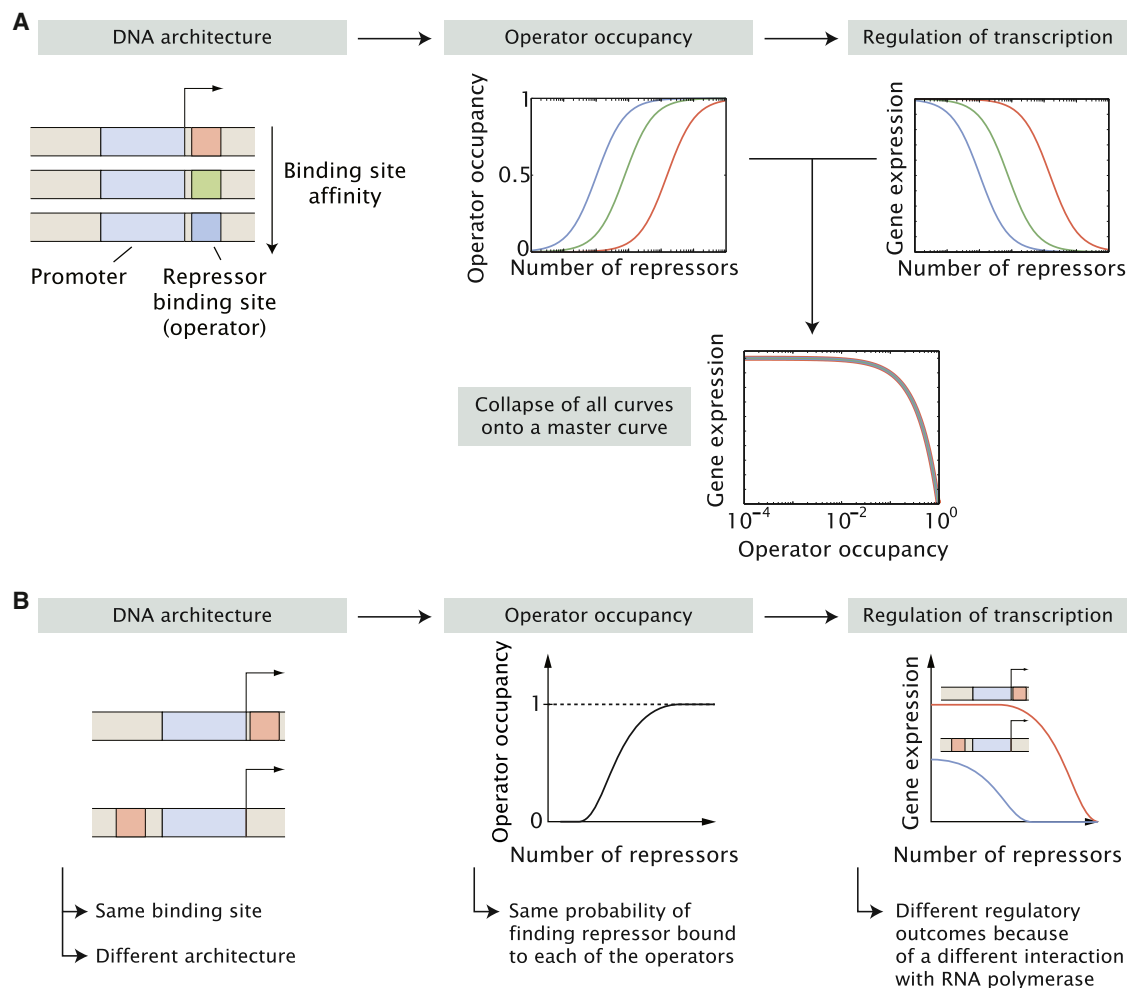 A
DNA architecture
Operator occupancy
Regulation of transcription
Binding site
affinity
Promoter
Repressor
binding site
(operator)
Operator occupancy
1
0.5
0
Number of repressors
Gene expression
Number of repressors
Collapse of all curves
onto a master curve
Gene expression
10⁻⁴
10⁻²
10⁰
Operator occupancy
B
DNA architecture
Operator occupancy
Regulation of transcription
Same binding site
Different architecture
Operator occupancy
1
0
Number of repressors
Same probability of
finding repressor bound
to each of the operators
Gene expression
Number of repressors
Different regulatory
outcomes because
of a different interaction
with RNA polymerase